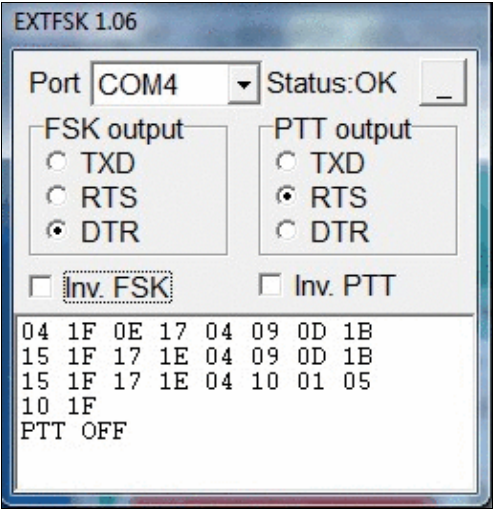 EXTFSK 1.06
Port COM4 Status:OK _
FSK output PTT output
TXD TXD
RTS RTS
DTR DTR
Inv. FSK Inv. PTT
04 1F 0E 17 04 09 0D 1B
15 1F 17 1E 04 09 0D 1B
15 1F 17 1E 04 10 01 05
10 1F
PTT OFF